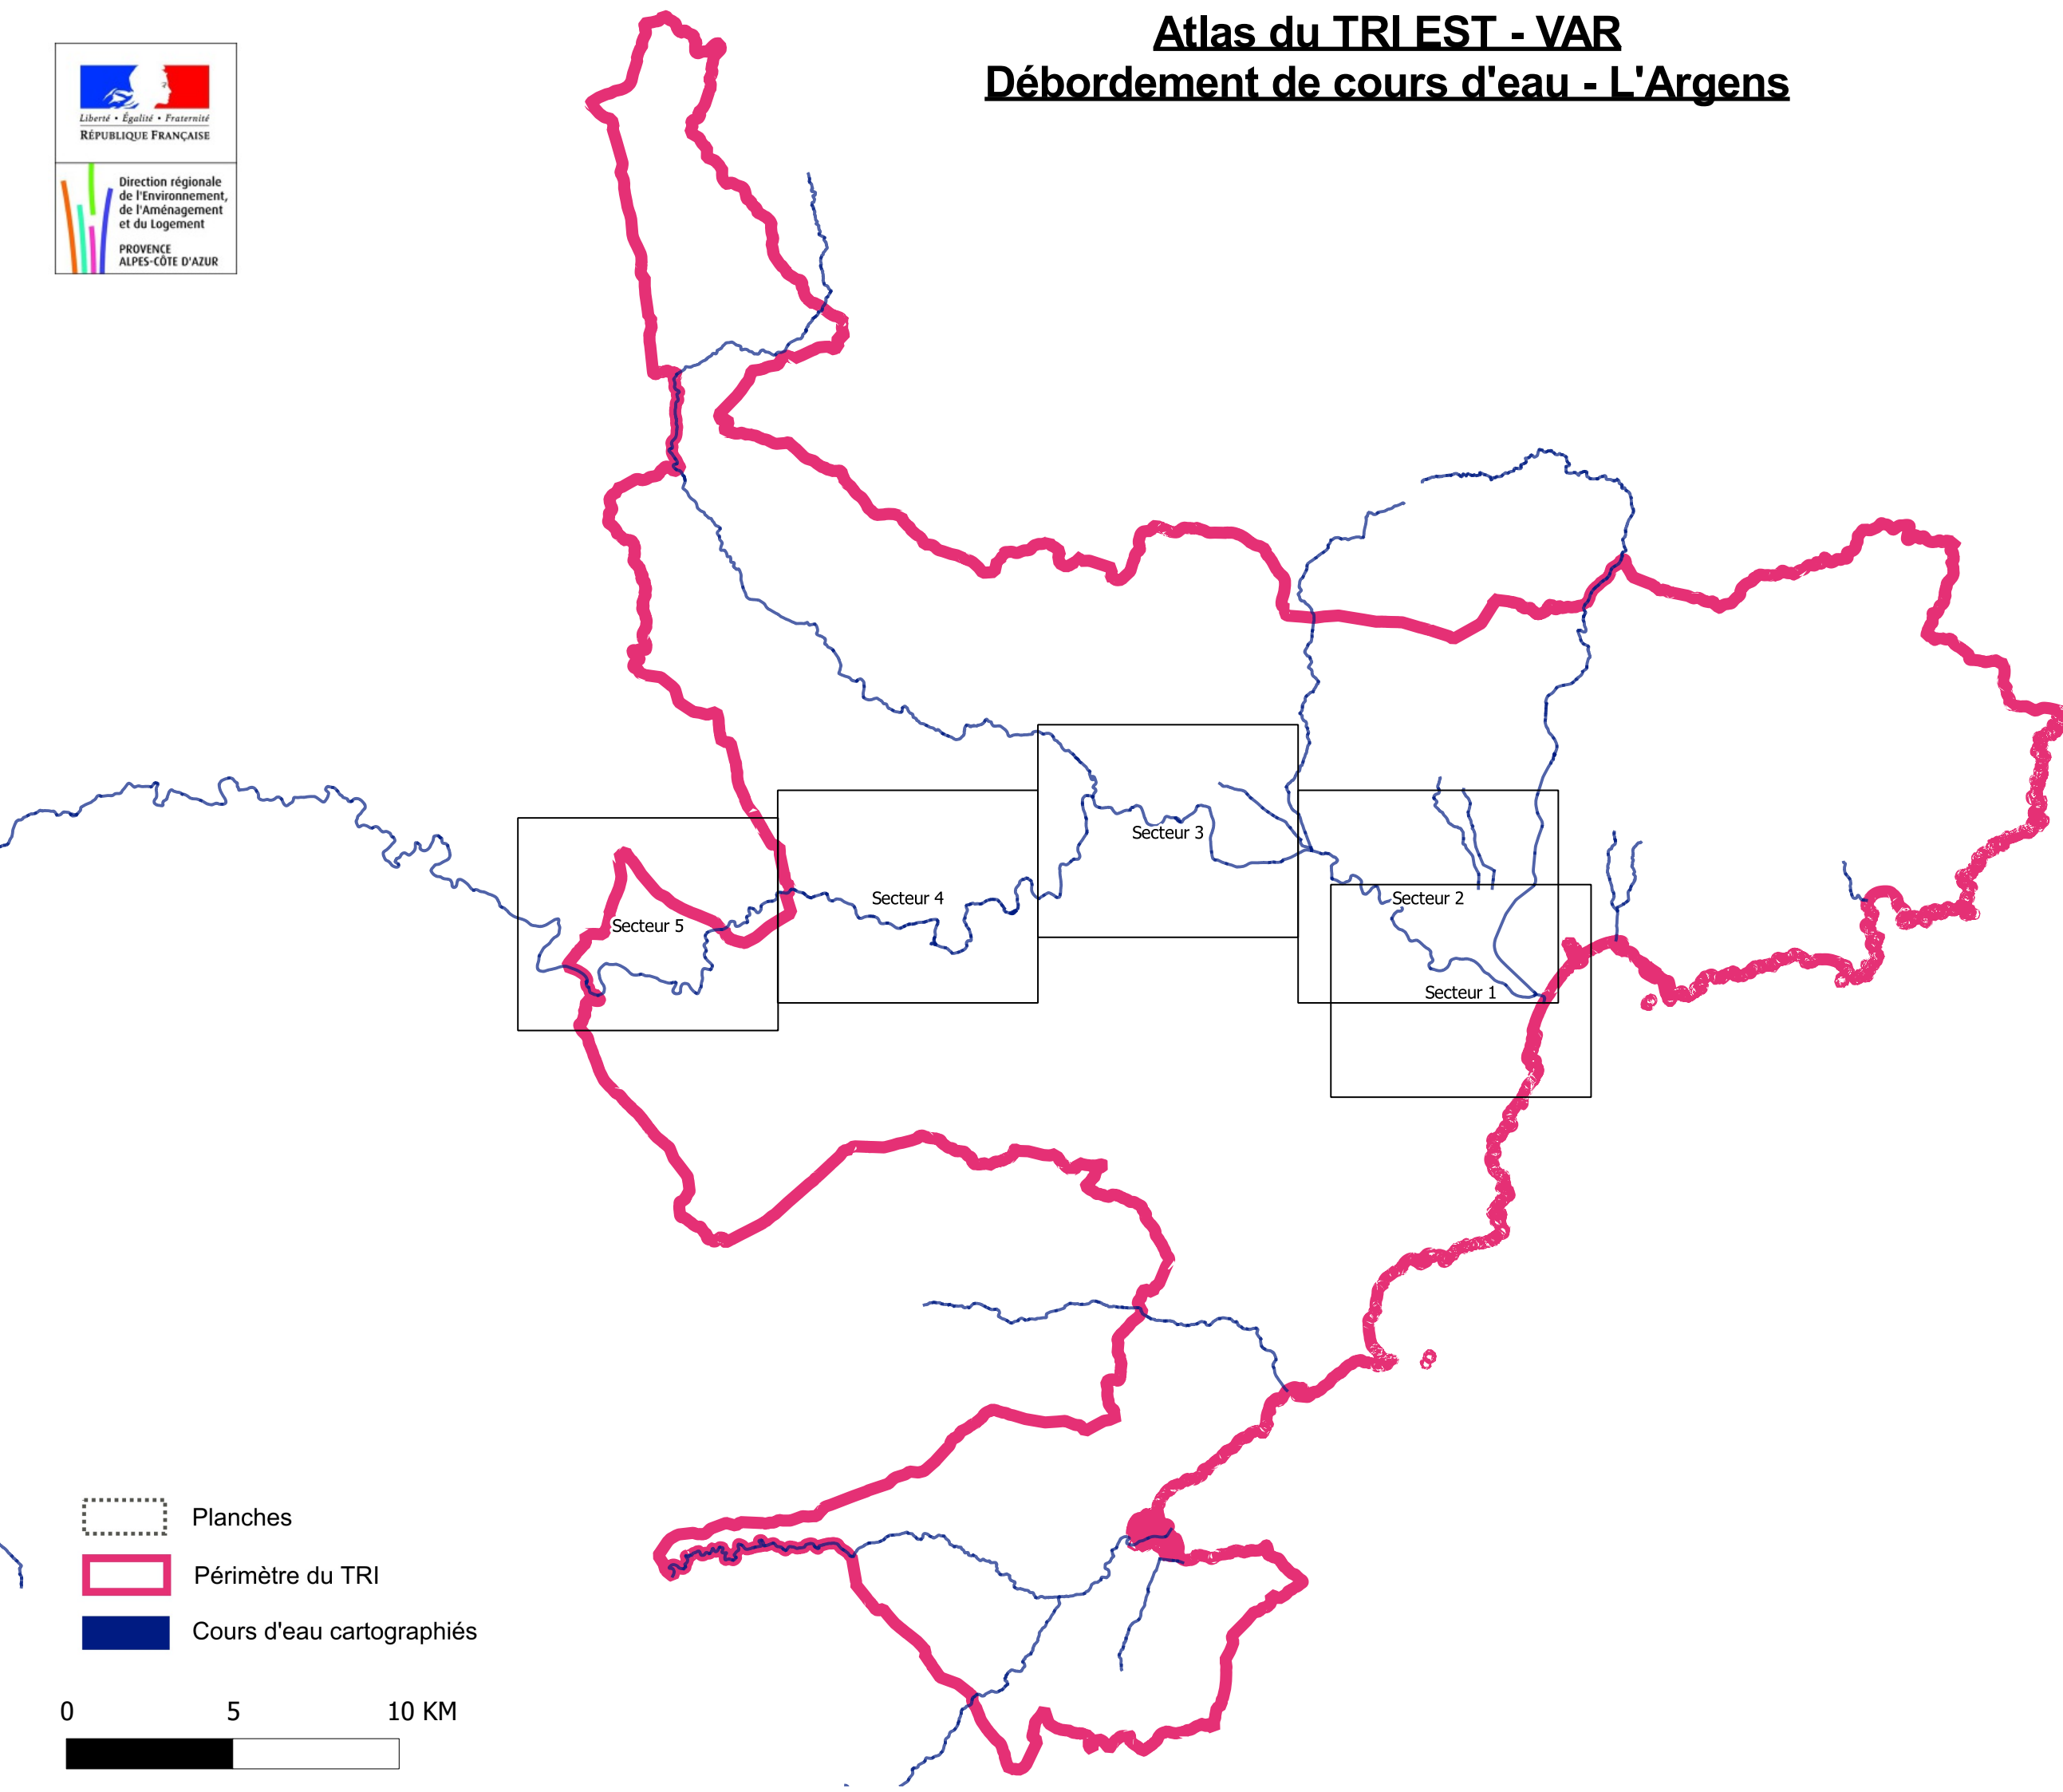 Atlas du TRI EST - VAR
Débordement de cours d'eau - L'Argens
Liberté • Égalité • Fraternité
RÉPUBLIQUE FRANÇAISE
Direction régionale
de l'Environnement,
de l'Aménagement
et du Logement
PROVENCE
ALPES-CÔTE D'AZUR
Secteur 3
Secteur 4
Secteur 2
Secteur 5
Secteur 1
Planches
Périmètre du TRI
Cours d'eau cartographiés
0 5 10 KM